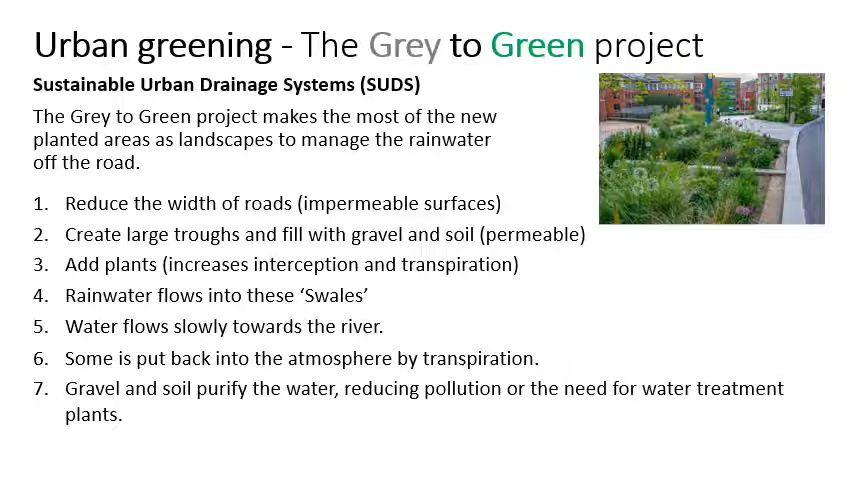 Urban greening - The Grey to Green project
Sustainable Urban Drainage Systems (SUDS)
The Grey to Green project makes the most of the new
planted areas as landscapes to manage the rainwater
off the road.
1. Reduce the width of roads (impermeable surfaces)
2. Create large troughs and fill with gravel and soil (permeable)
3. Add plants (increases interception and transpiration)
4. Rainwater flows into these ‘Swales’
5. Water flows slowly towards the river.
6. Some is put back into the atmosphere by transpiration.
7. Gravel and soil purify the water, reducing pollution or the need for water treatment
plants.